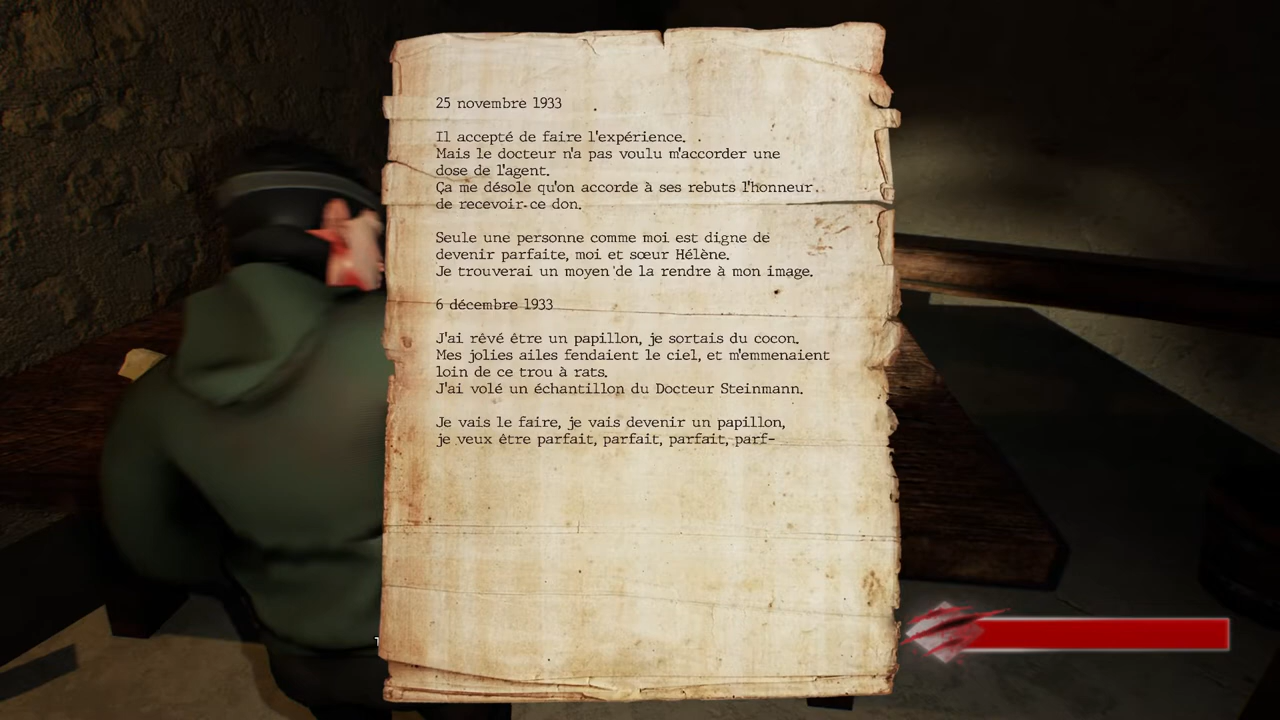 25 novembre 1933
Il accepté de faire l'expérience.
Mais le docteur n'a pas voulu m'accorder une
dose de l'agent.
Ça me désole qu'on accorde à ses rebuts l'honneur
de recevoir ce don.
Seule une personne comme moi est digne de
devenir parfaite, moi et sœur Hélène.
Je trouverai un moyen de la rendre à mon image.
6 décembre 1933
J'ai rêvé être un papillon, je sortais du cocon.
Mes jolies ailes fendaient le ciel, et m'emmenaient
loin de ce trou à rats.
J'ai volé un échantillon du Docteur Steinmann.
Je vais le faire, je vais devenir un papillon,
je veux être parfait, parfait, parfait, parf-